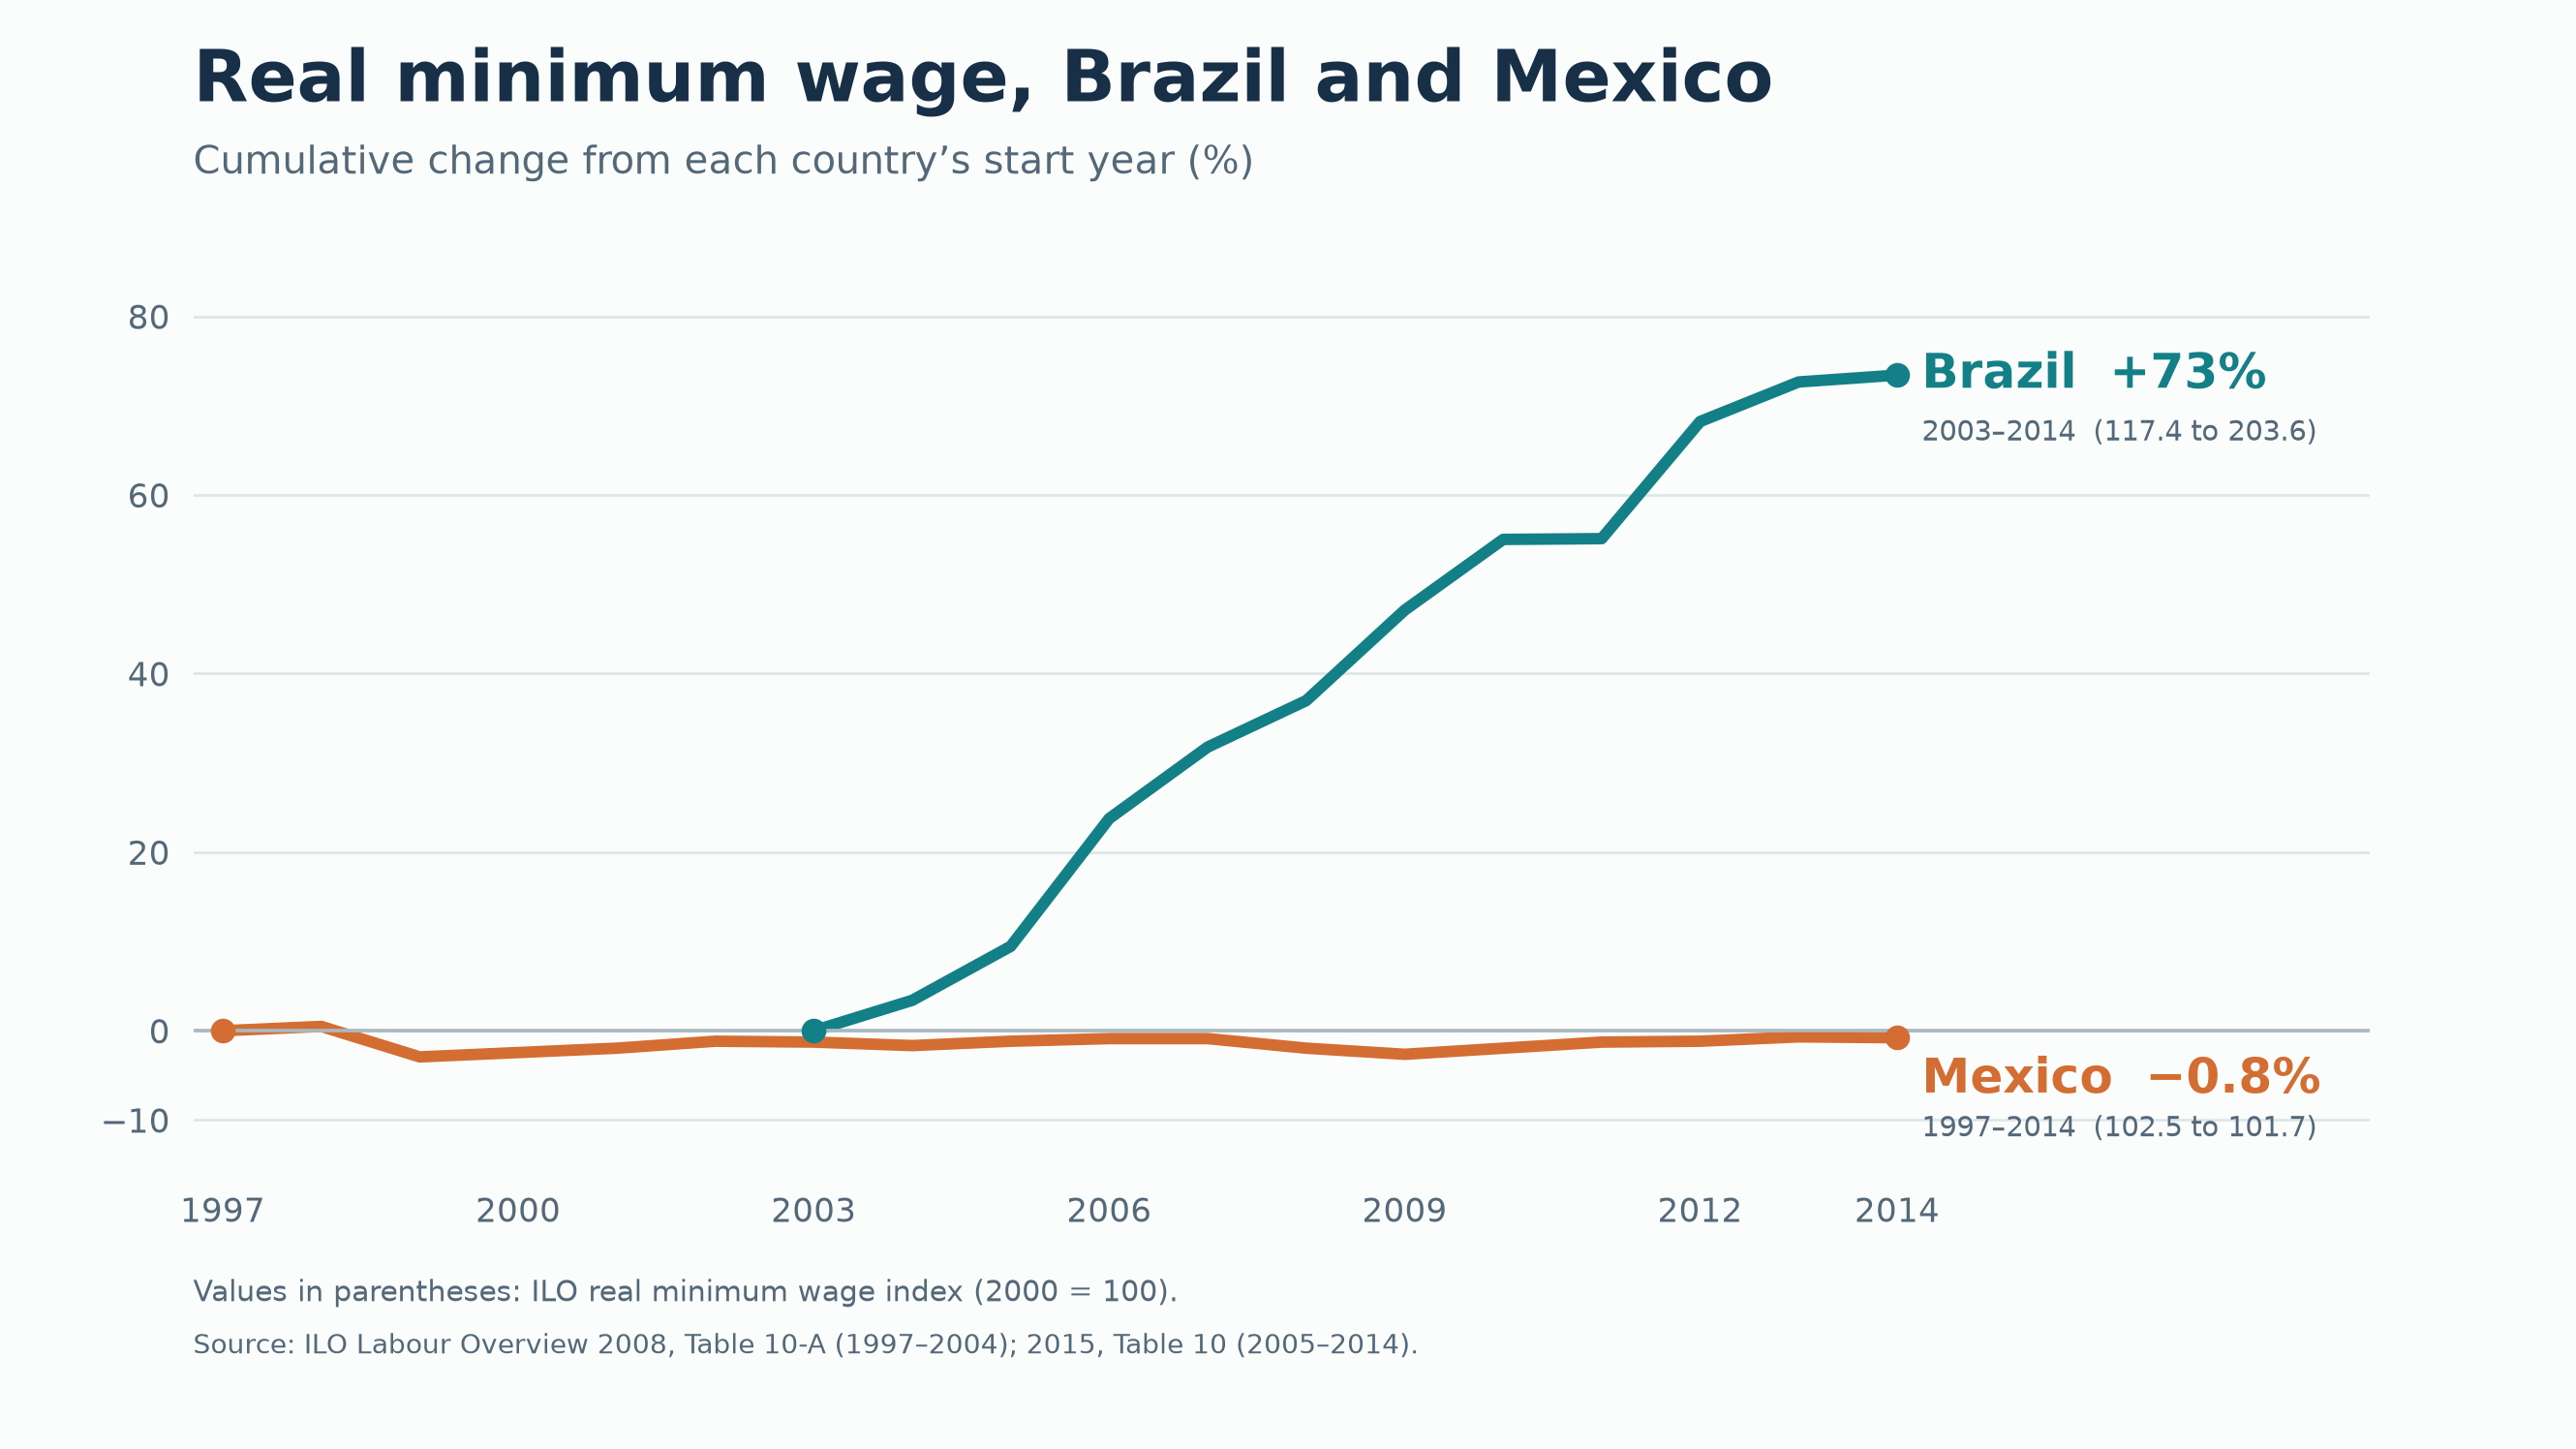 Real minimum wage, Brazil and Mexico
Cumulative change from each country’s start year (%)
80
Brazil +73%
2003–2014 (117.4 to 203.6)
60
40
20
0
Mexico −0.8%
−10
1997–2014 (102.5 to 101.7)
1997 2000 2003 2006 2009 2012 2014
Values in parentheses: ILO real minimum wage index (2000 = 100).
Source: ILO Labour Overview 2008, Table 10-A (1997–2004); 2015, Table 10 (2005–2014).